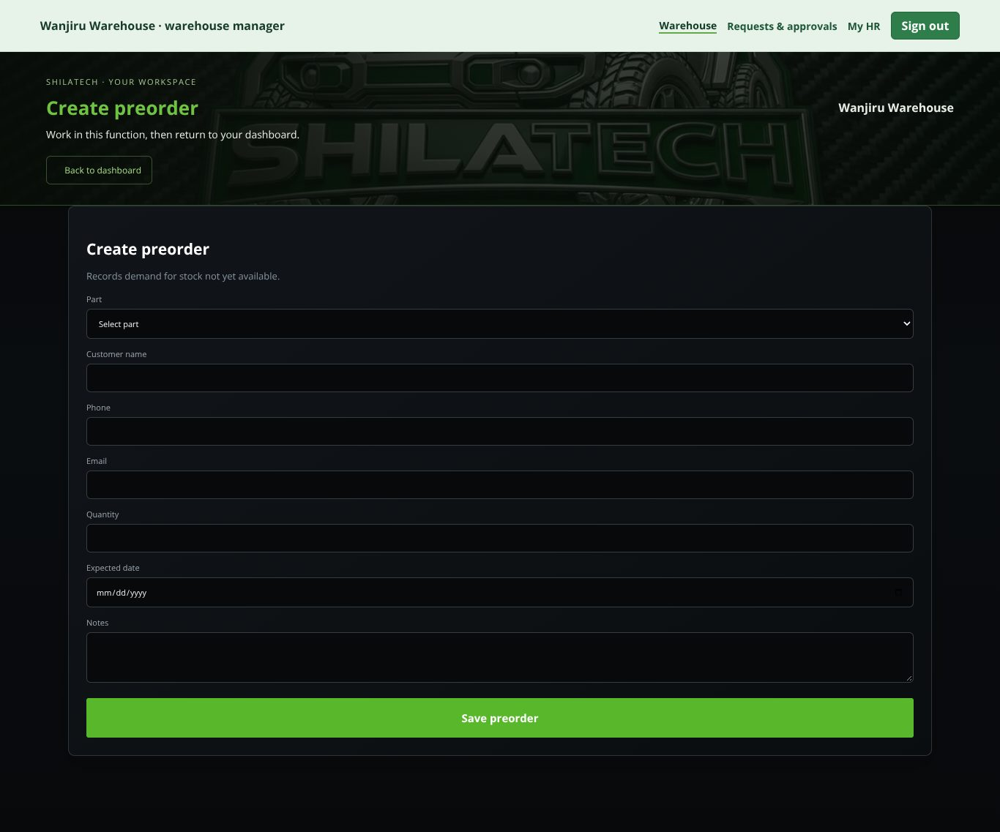 Wanjiru Warehouse · warehouse manager
Warehouse Requests & approvals My HR Sign out
SHILATECH · YOUR WORKSPACE
Create preorder
Wanjiru Warehouse
Work in this function, then return to your dashboard.
SHILATECH
Back to dashboard
Create preorder
Records demand for stock not yet available.
Part
Select part
Customer name
Phone
Email
Quantity
Expected date
mm/dd/yyyy
Notes
Save preorder